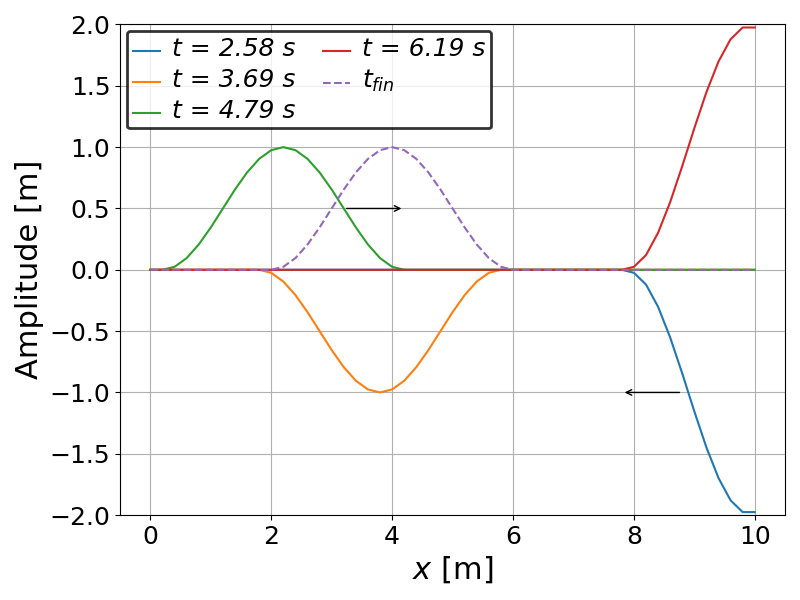 2.0
1.5
1.0
0.5
0.0
−0.5
−1.0
−1.5
−2.0
Amplitude [m]
t = 2.58 s
t = 3.69 s
t = 4.79 s
t = 6.19 s
t_fin
0 2 4 6 8 10
x [m]